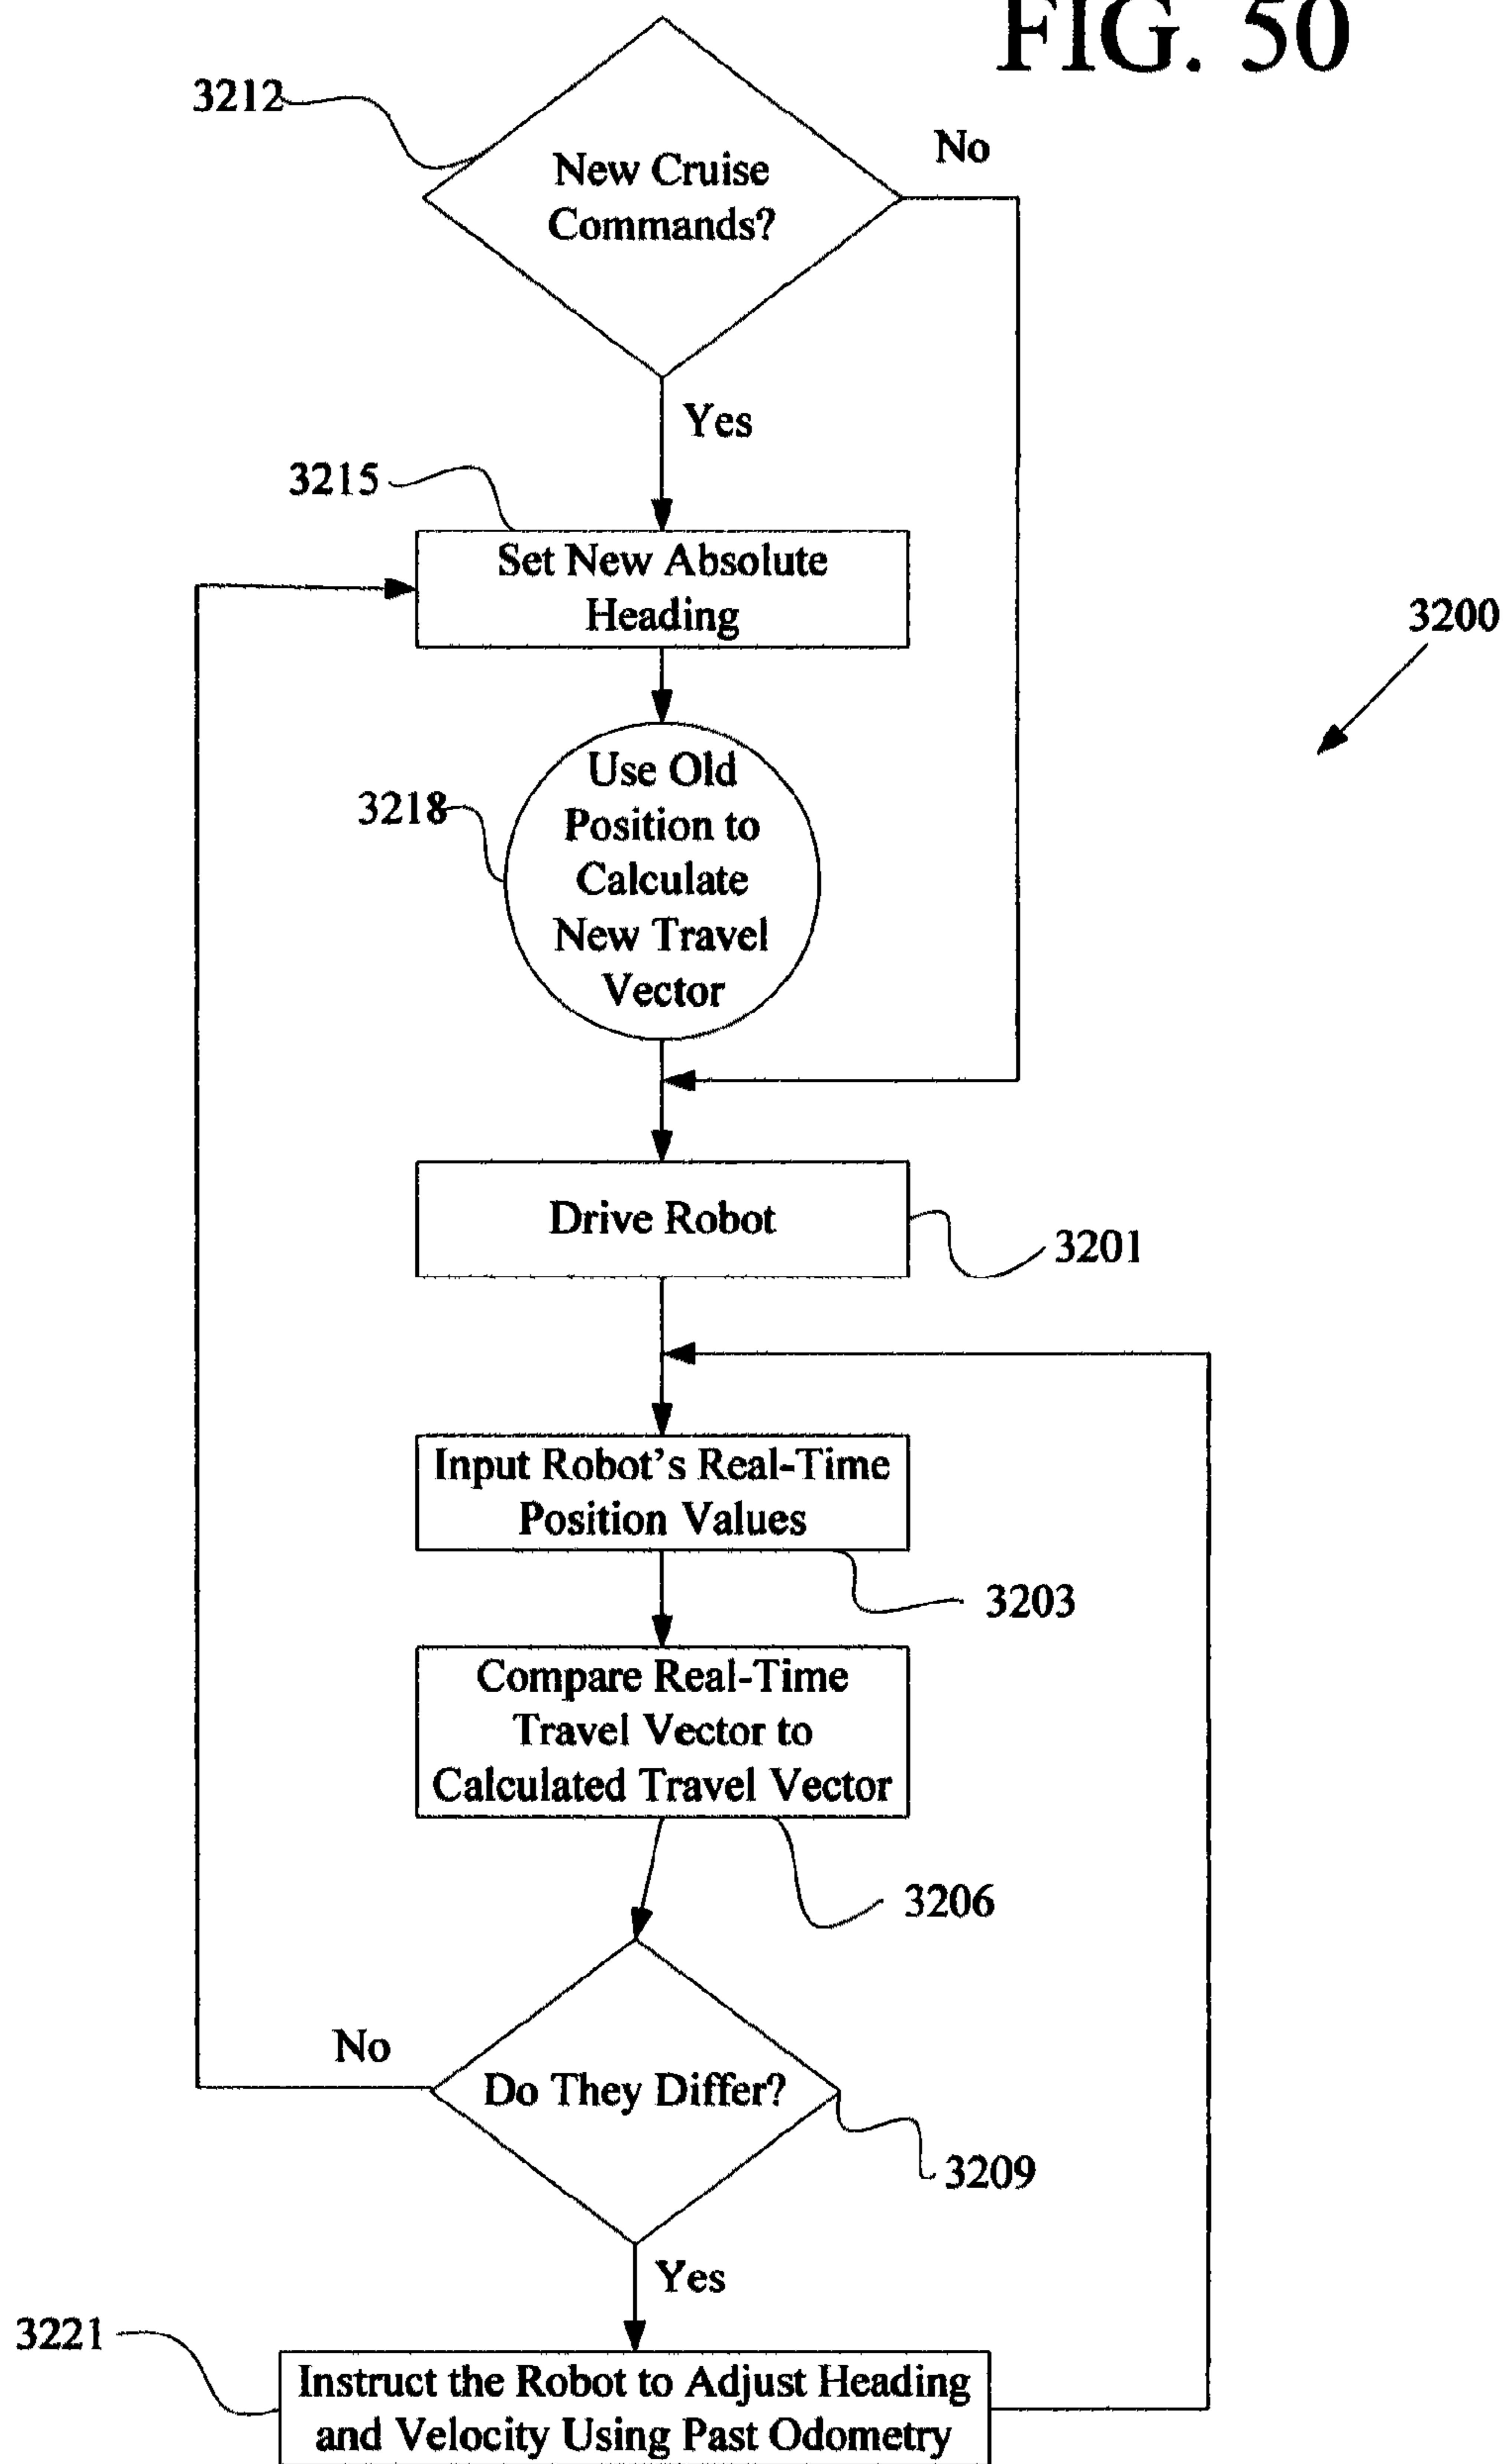 FIG. 50
3212
New Cruise
Commands?
No
Yes
3215
Set New Absolute
Heading
3200
3218
Use Old
Position to
Calculate
New Travel
Vector
Drive Robot
3201
Input Robot's Real-Time
Position Values
3203
Compare Real-Time
Travel Vector to
Calculated Travel Vector
3206
No
Do They Differ?
3209
Yes
3221
Instruct the Robot to Adjust Heading
and Velocity Using Past Odometry